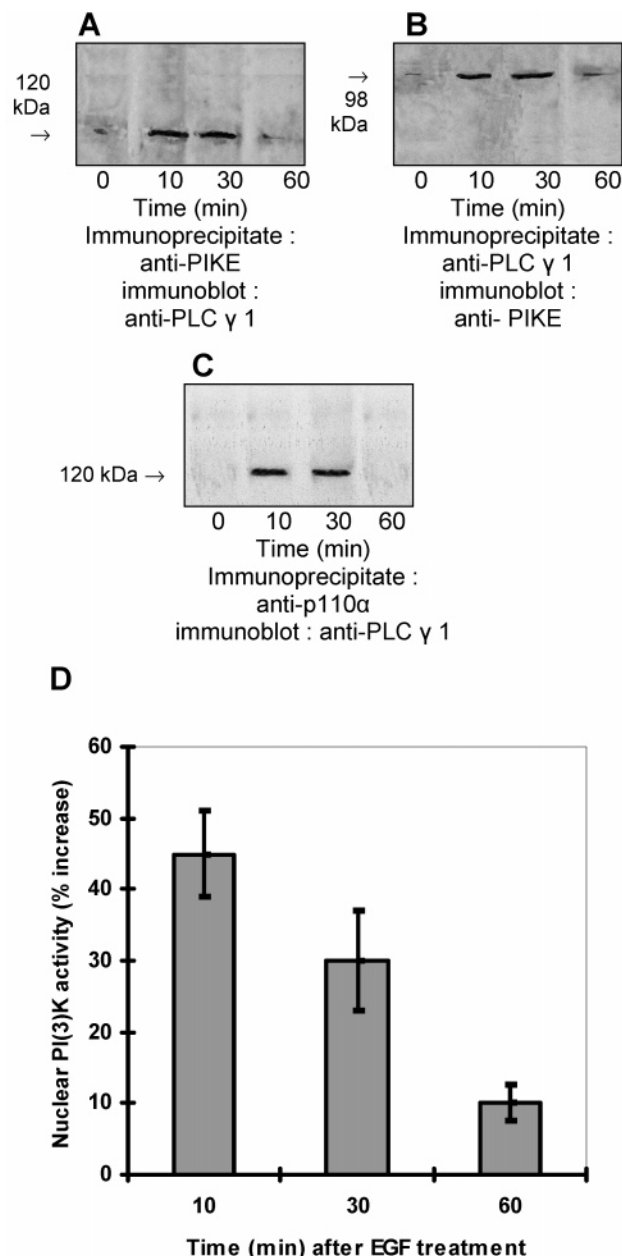 A
120
kDa
→
0 10 30 60
Time (min)
Immunoprecipitate :
anti-PIKE
immunoblot :
anti-PLC γ 1
B
→
98
kDa
0 10 30 60
Time (min)
Immunoprecipitate :
anti-PLC γ 1
immunoblot :
anti- PIKE
C
120 kDa →
0 10 30 60
Time (min)
Immunoprecipitate :
anti-p110α
immunoblot : anti-PLC γ 1
D
Nuclear PI(3)K activity (% increase)
60
50
40
30
20
10
0
10 30 60
Time (min) after EGF treatment